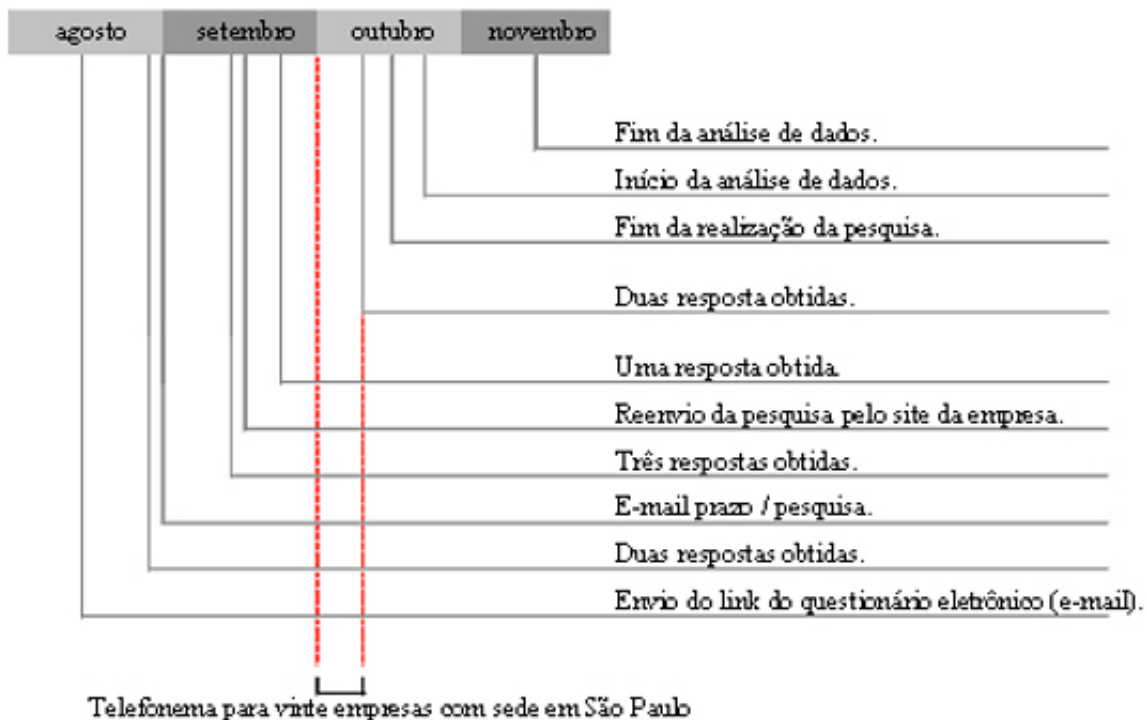 agosto setembro outubro novembro
Fim da análise de dados.
Início da análise de dados.
Fim da realização da pesquisa.
Duas resposta obtidas.
Uma resposta obtida.
Reenvio da pesquisa pelo site da empresa.
Três respostas obtidas.
E-mail prazo / pesquisa.
Duas respostas obtidas.
Envio do link do questionário eletrônico (e-mail).
Telefonema para vinte empresas com sede em São Paulo